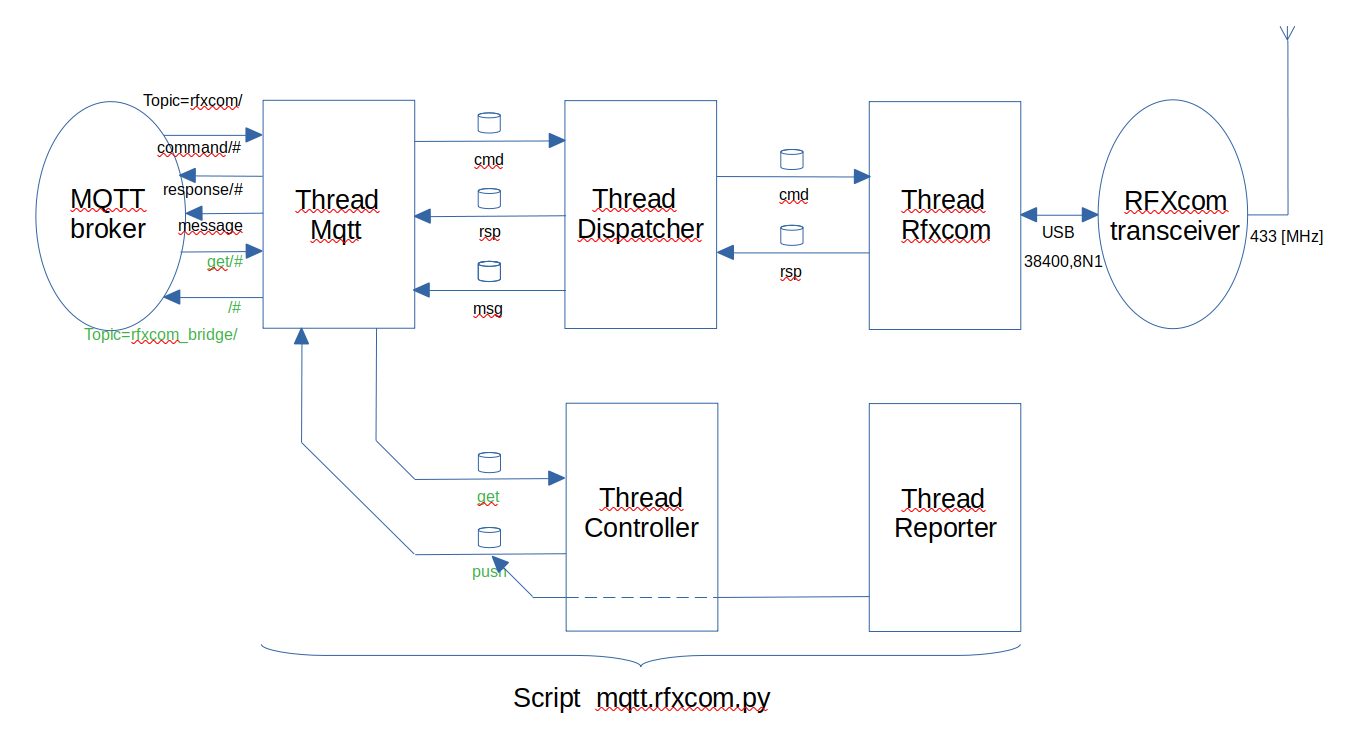 Topic=rfxcom/
command/#
response/#
message
get/#
/#
Topic=rfxcom_bridge/
MQTT
broker
Thread
Mqtt
cmd
rsp
msg
Thread
Dispatcher
cmd
rsp
Thread
Rfxcom
USB
38400,8N1
RFXcom
transceiver
433 [MHz]
get
push
Thread
Controller
Thread
Reporter
Script mqtt.rfxcom.py